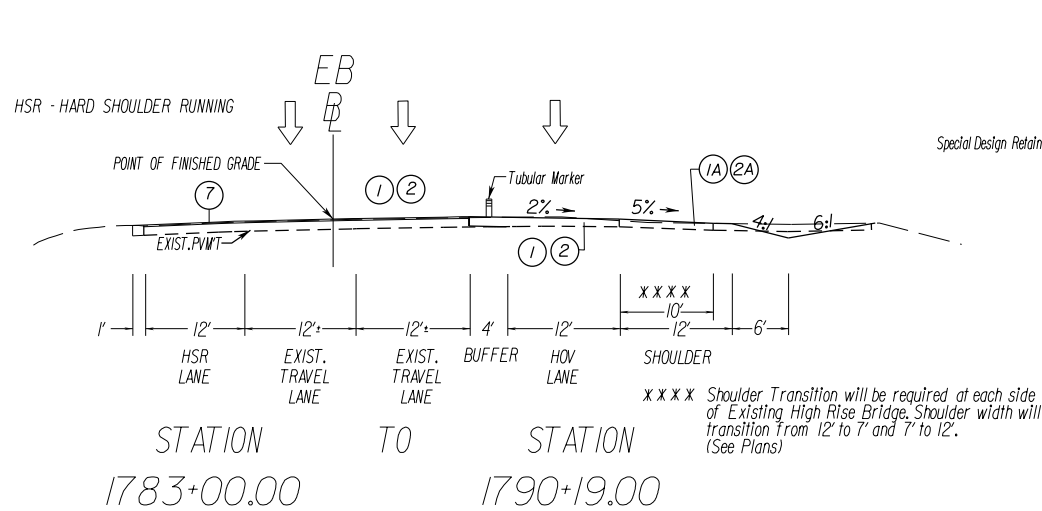 EB
BL
HSR - HARD SHOULDER RUNNING
Special Design Retain
POINT OF FINISHED GRADE
7
1 2
Tubular Marker
1A 2A
2% 5%
4:1 6:1
EXIST. PVM'T
1 2
****
10'
1' 12' 12'± 12'± 4' 12' 12' 6'
HSR LANE
EXIST. TRAVEL LANE
EXIST. TRAVEL LANE
BUFFER
HOV LANE
SHOULDER
**** Shoulder Transition will be required at each side
of Existing High Rise Bridge. Shoulder width will
transition from 12' to 7' and 7' to 12'.
(See Plans)
STATION TO STATION
1783+00.00 1790+19.00